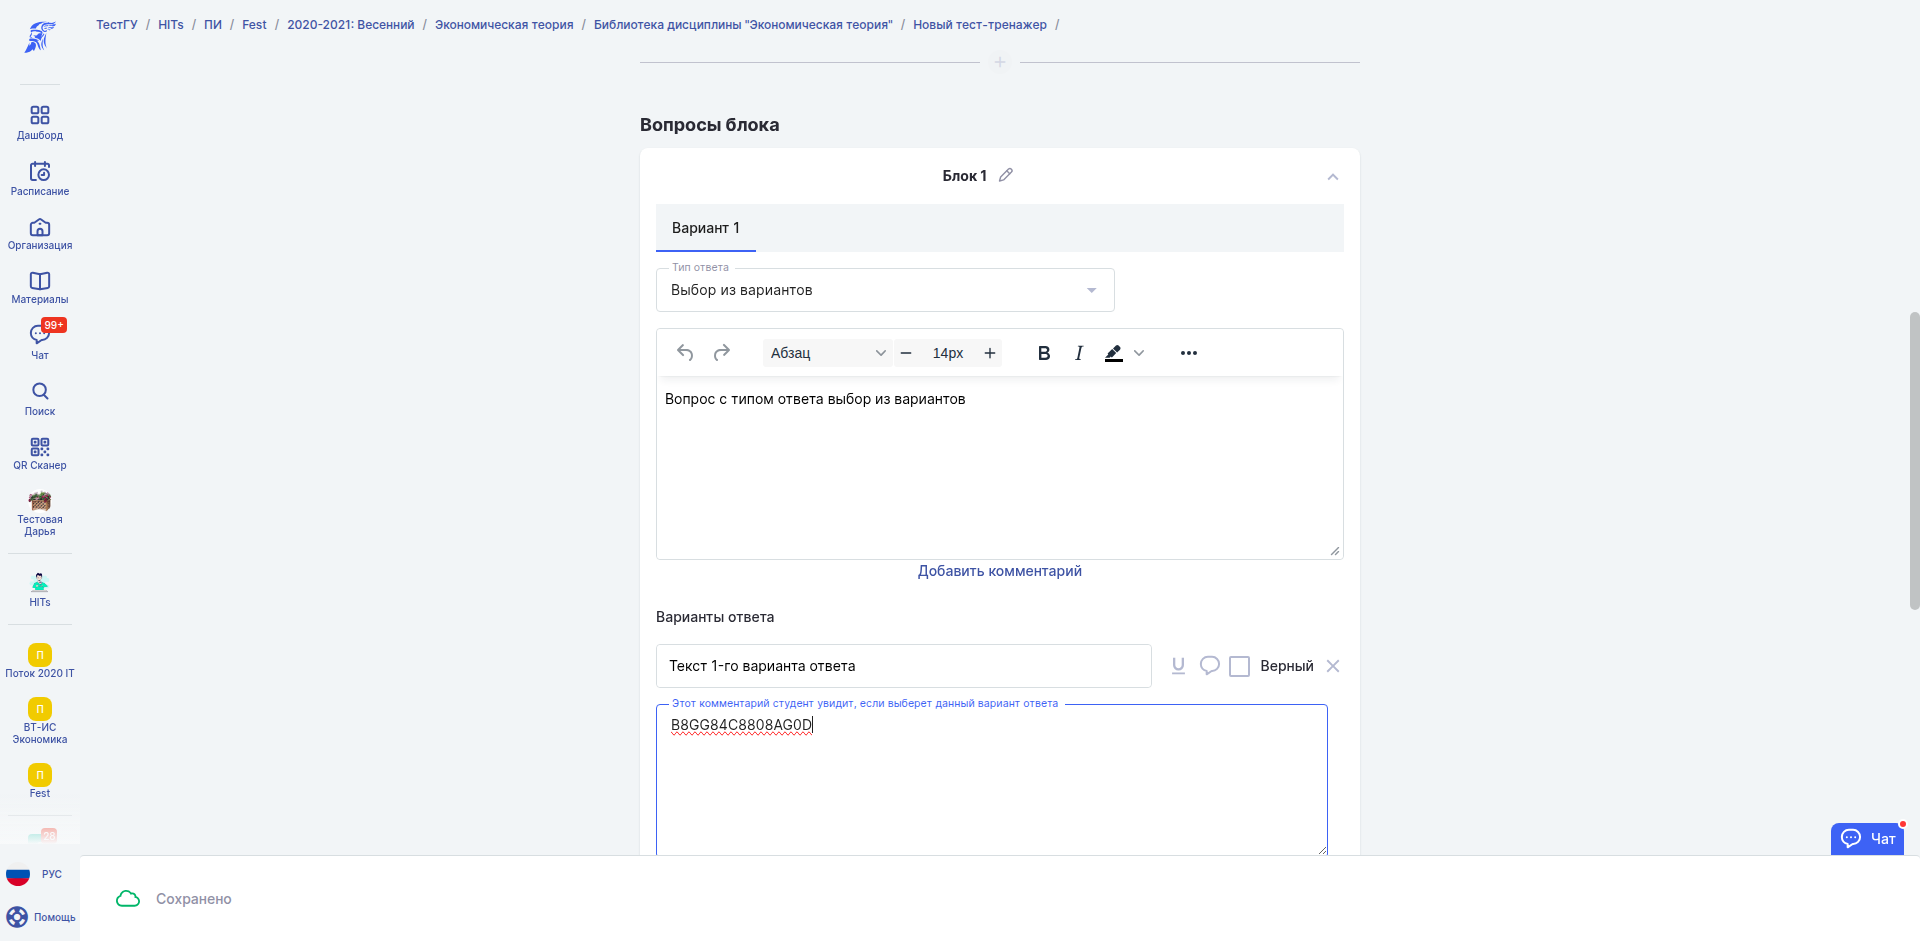 ТестГУ / HITs / ПИ / Fest / 2020-2021: Весенний / Экономическая теория / Библиотека дисциплины "Экономическая теория" / Новый тест-тренажер /
Дашборд
Расписание
Организация
Материалы
99+
Чат
Поиск
QR Сканер
Тестовая
Дарья
HITs
П
Поток 2020 IT
П
ВТ-ИС
Экономика
П
Fest
28
РУС
Помощь
Вопросы блока
Блок 1
Вариант 1
Тип ответа
Выбор из вариантов
Абзац
14px
B I
Вопрос с типом ответа выбор из вариантов
Добавить комментарий
Варианты ответа
Текст 1-го варианта ответа
U
Верный
Этот комментарий студент увидит, если выберет данный вариант ответа
B8GG84C8808AG0D
Чат
Сохранено